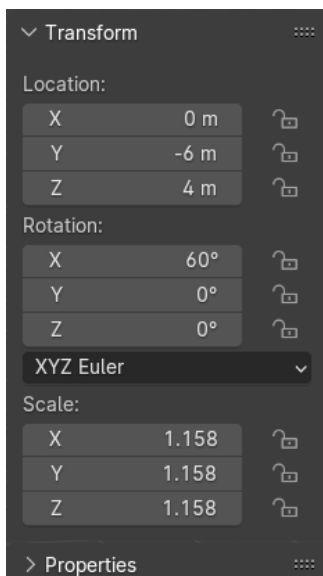 Transform
Location:
X 0 m
Y -6 m
Z 4 m
Rotation:
X 60°
Y 0°
Z 0°
XYZ Euler
Scale:
X 1.158
Y 1.158
Z 1.158
Properties